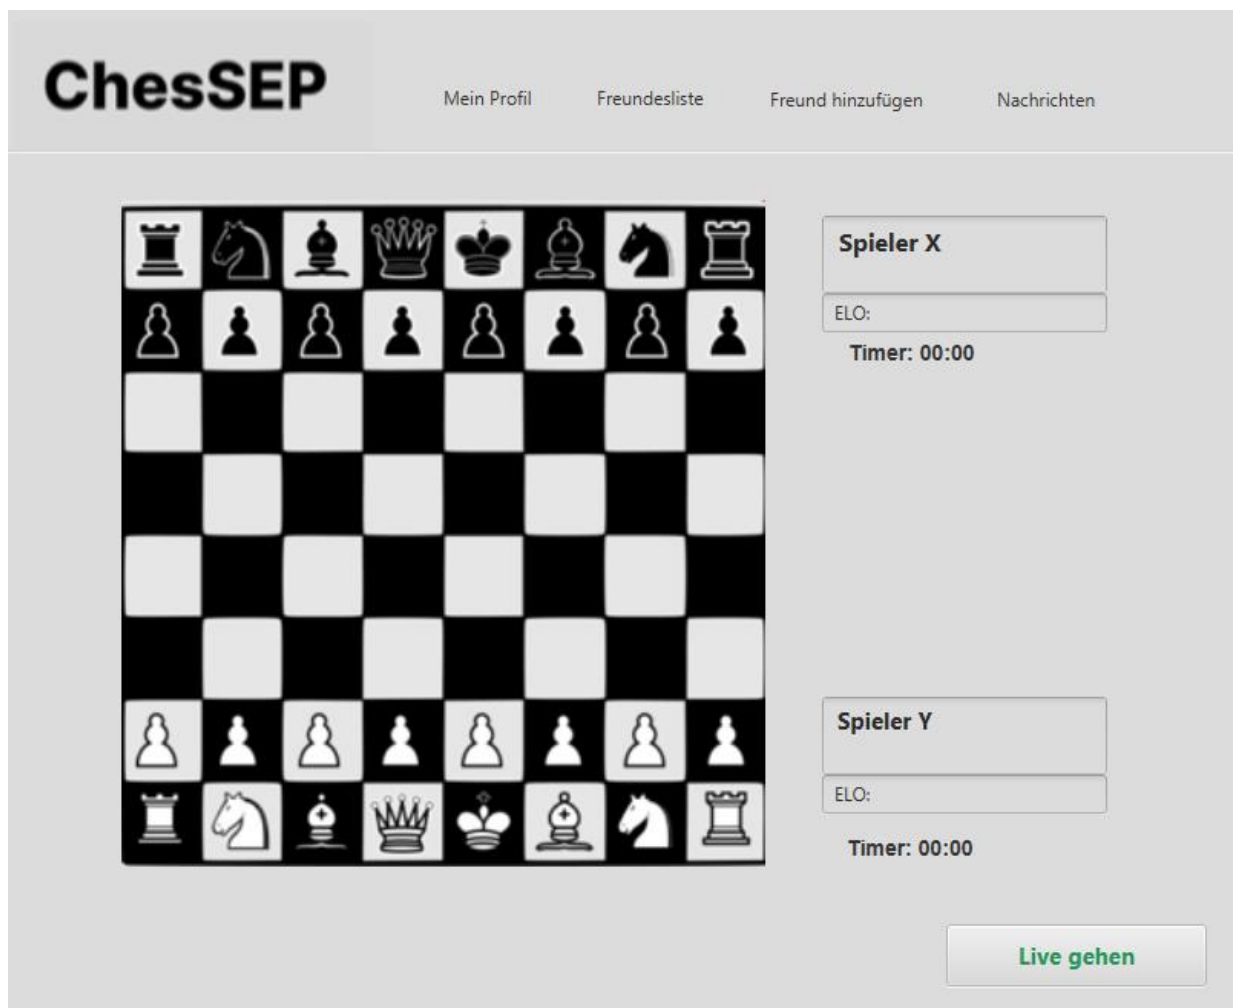 ChesSEP
Mein Profil
Freundesliste
Freund hinzufügen
Nachrichten
Spieler X
ELO:
Timer: 00:00
Spieler Y
ELO:
Timer: 00:00
Live gehen